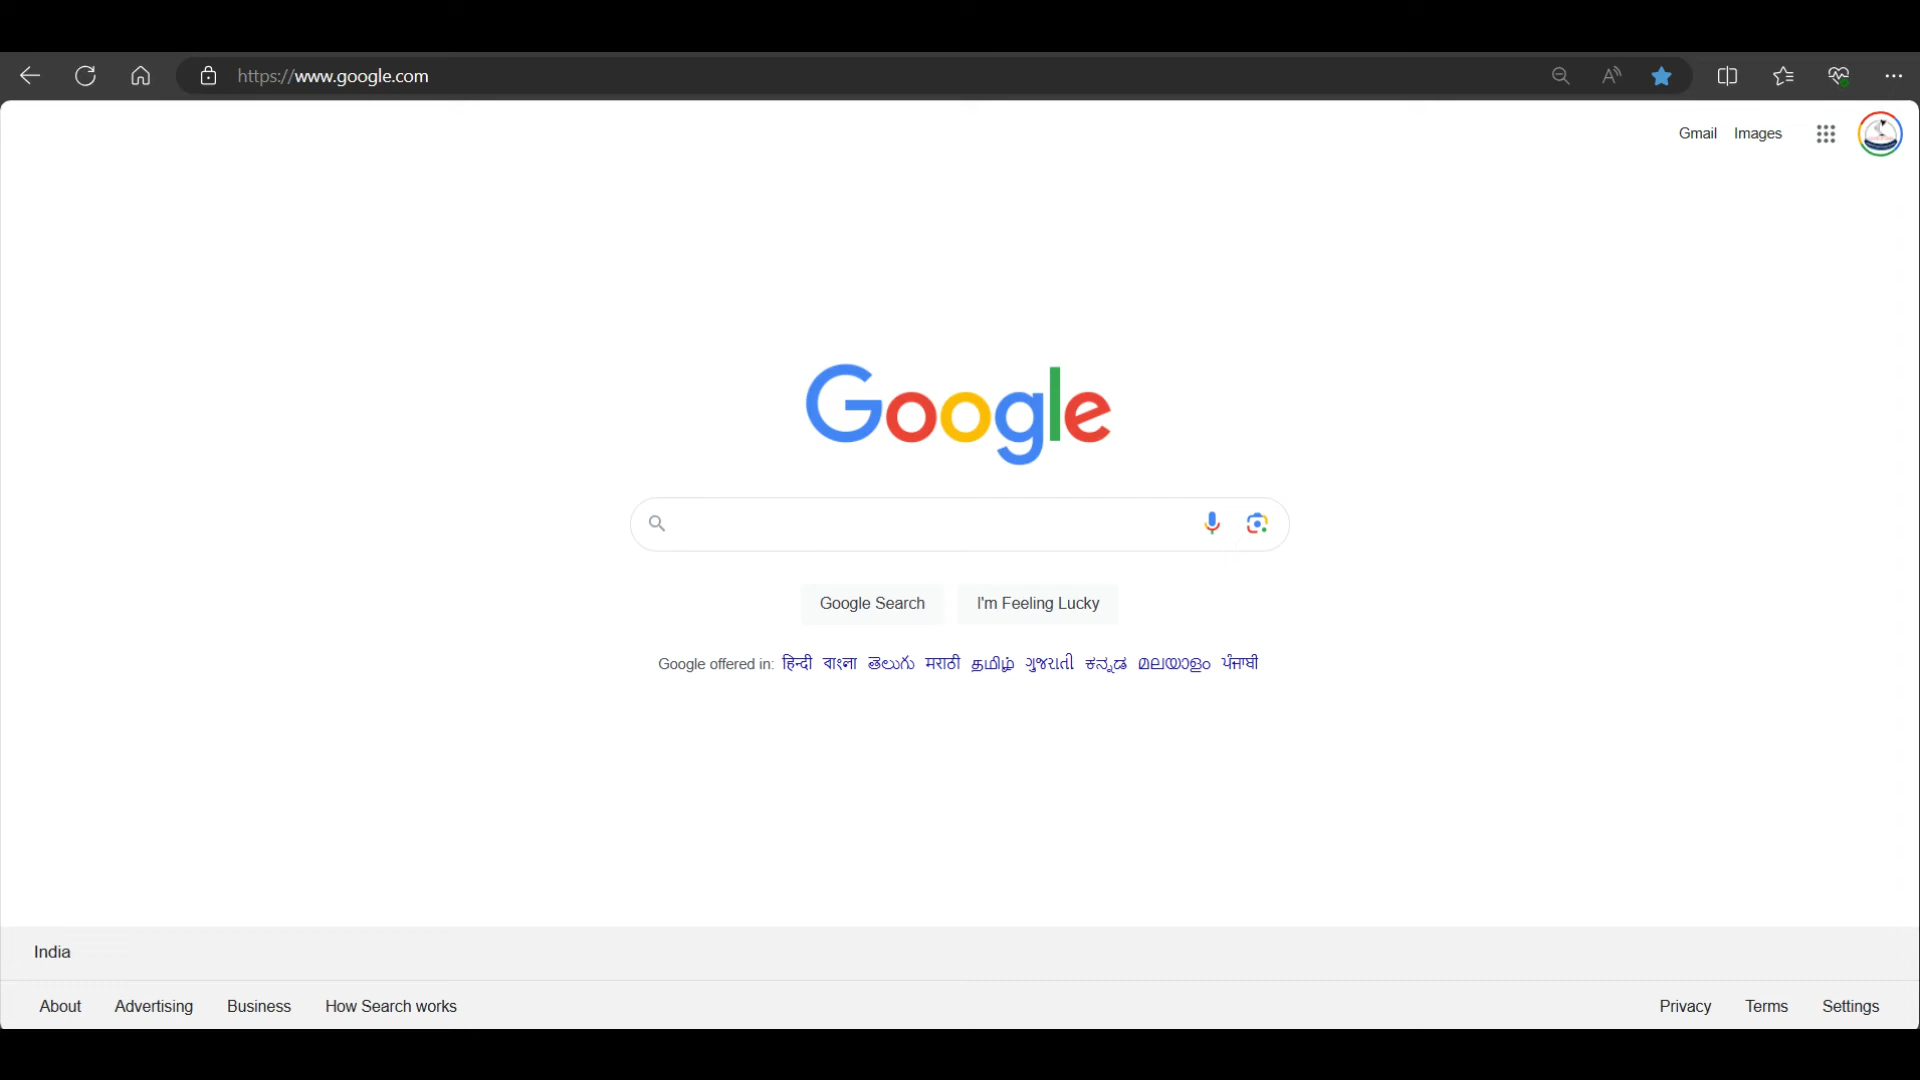 https://www.google.com
Gmail Images
Google
Google Search I'm Feeling Lucky
Google offered in: हिन्दी বাংলা తెలుగు मराठी தமிழ் ગુજરાતી ಕನ್ನಡ മലയാളം ਪੰਜਾਬੀ
India
About Advertising Business How Search works Privacy Terms Settings